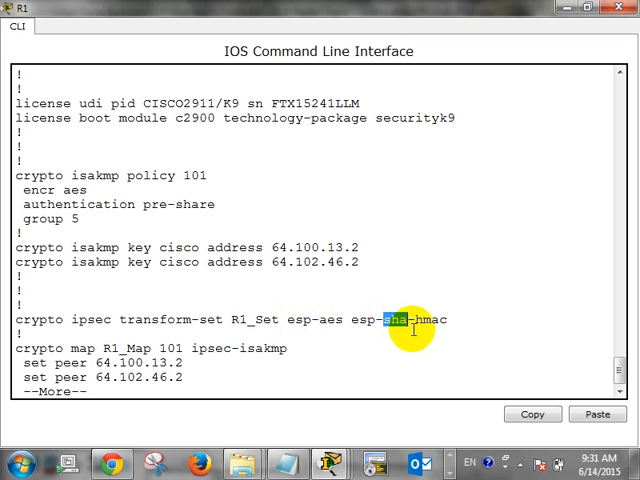 R1
CLI
IOS Command Line Interface
!
!
license udi pid CISCO2911/K9 sn FTX15241LLM
license boot module c2900 technology-package securityk9
!
!
!
crypto isakmp policy 101
encr aes
authentication pre-share
group 5
!
crypto isakmp key cisco address 64.100.13.2
crypto isakmp key cisco address 64.102.46.2
!
!
!
crypto ipsec transform-set R1_Set esp-aes esp-sha-hmac
!
crypto map R1_Map 101 ipsec-isakmp
set peer 64.100.13.2
set peer 64.102.46.2
--More--
Copy
Paste
EN
9:31 AM
6/14/2015